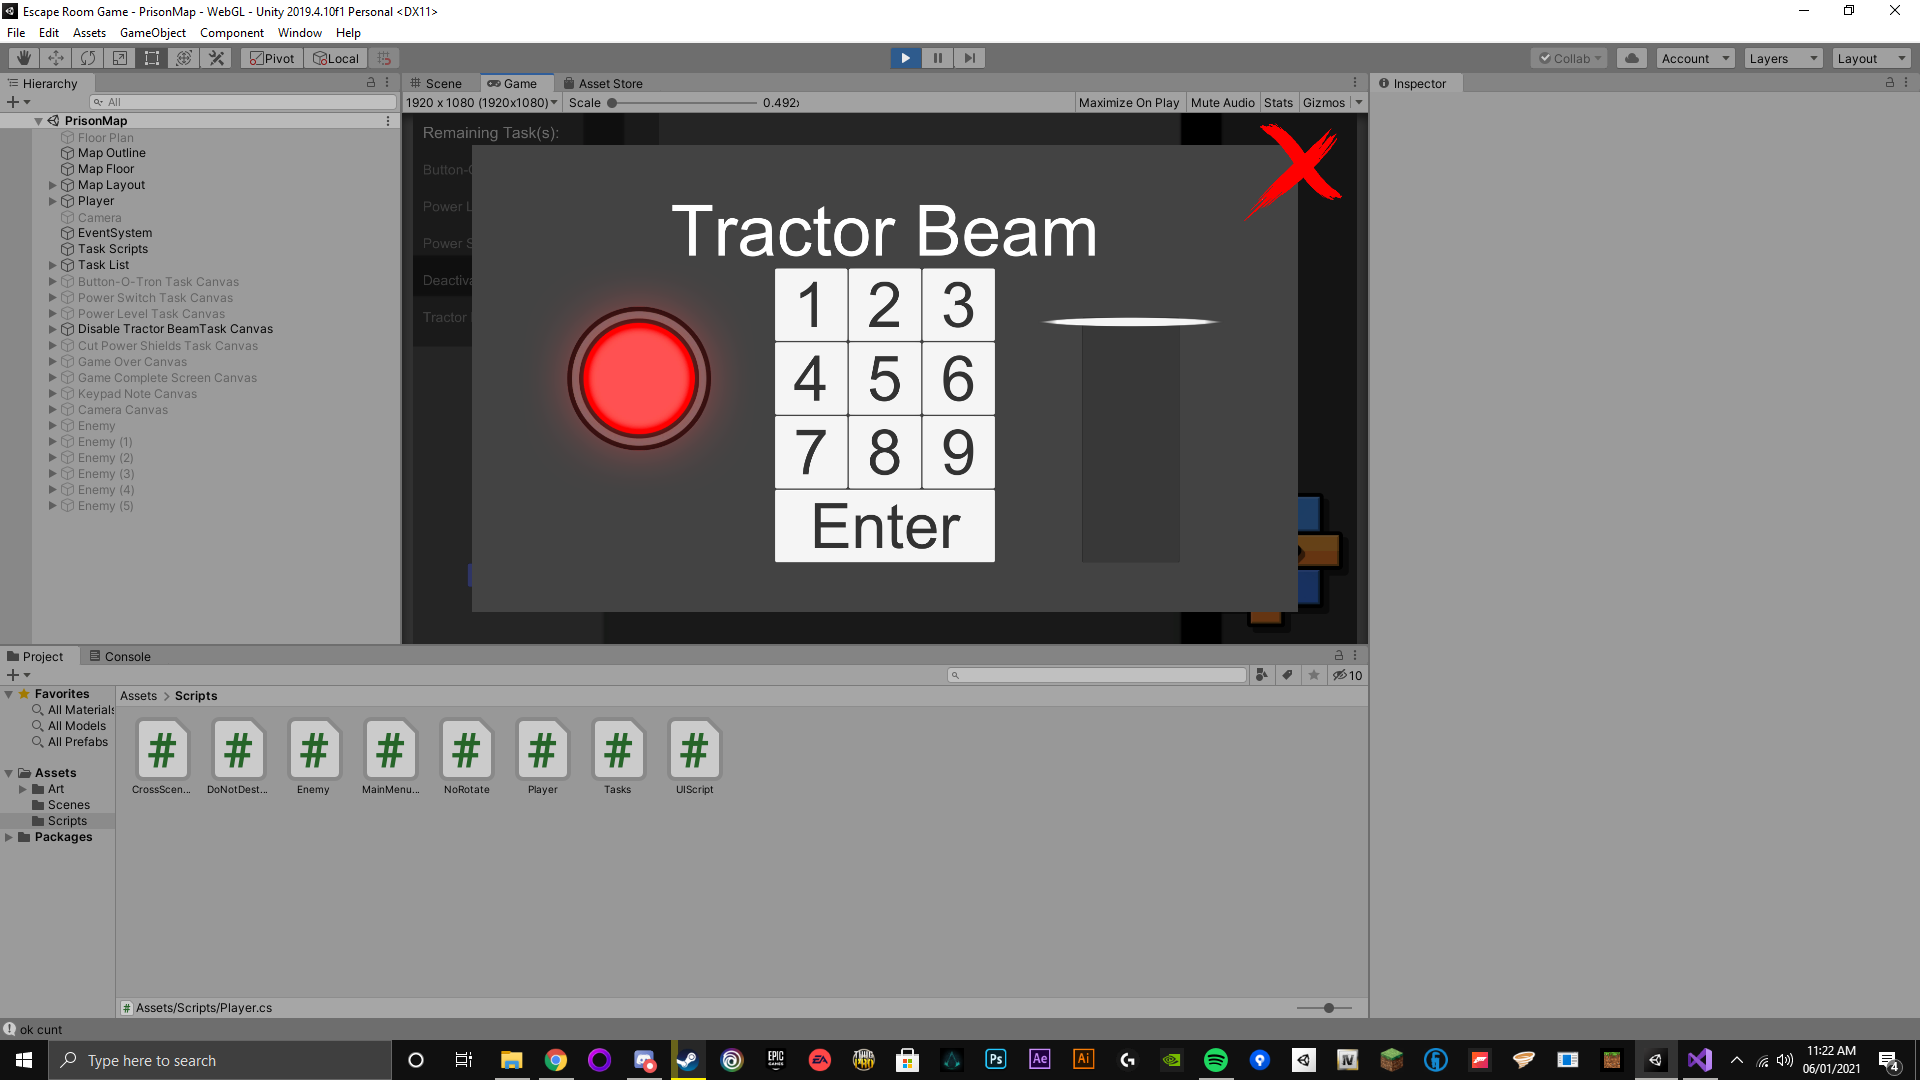 Escape Room Game - PrisonMap - WebGL - Unity 2019.4.10f1 Personal <DX11>
File Edit Assets GameObject Component Window Help
Pivot Local Collab Account Layers Layout
Hierarchy
All
PrisonMap
Floor Plan
Map Outline
Map Floor
Map Layout
Player
Camera
EventSystem
Task Scripts
Task List
Button-O-Tron Task Canvas
Power Switch Task Canvas
Power Level Task Canvas
Disable Tractor BeamTask Canvas
Cut Power Shields Task Canvas
Game Over Canvas
Game Complete Screen Canvas
Keypad Note Canvas
Camera Canvas
Enemy
Enemy (1)
Enemy (2)
Enemy (3)
Enemy (4)
Enemy (5)
Scene Game Asset Store
1920 x 1080 (1920x1080) Scale 0.492x Maximize On Play Mute Audio Stats Gizmos
Remaining Task(s):
Button-
Power L
Power S
Deactiva
Tractor
Tractor Beam
1 2 3
4 5 6
7 8 9
Enter
Inspector
Project Console
10
Favorites
All Materials
All Models
All Prefabs
Assets
Art
Scenes
Scripts
Packages
Assets > Scripts
CrossScen... DoNotDest... Enemy MainMenu... NoRotate Player Tasks UIScript
Assets/Scripts/Player.cs
ok cunt
Type here to search
EPIC GAMES
EA
Ps Ae Ai
11:22 AM
06/01/2021
4